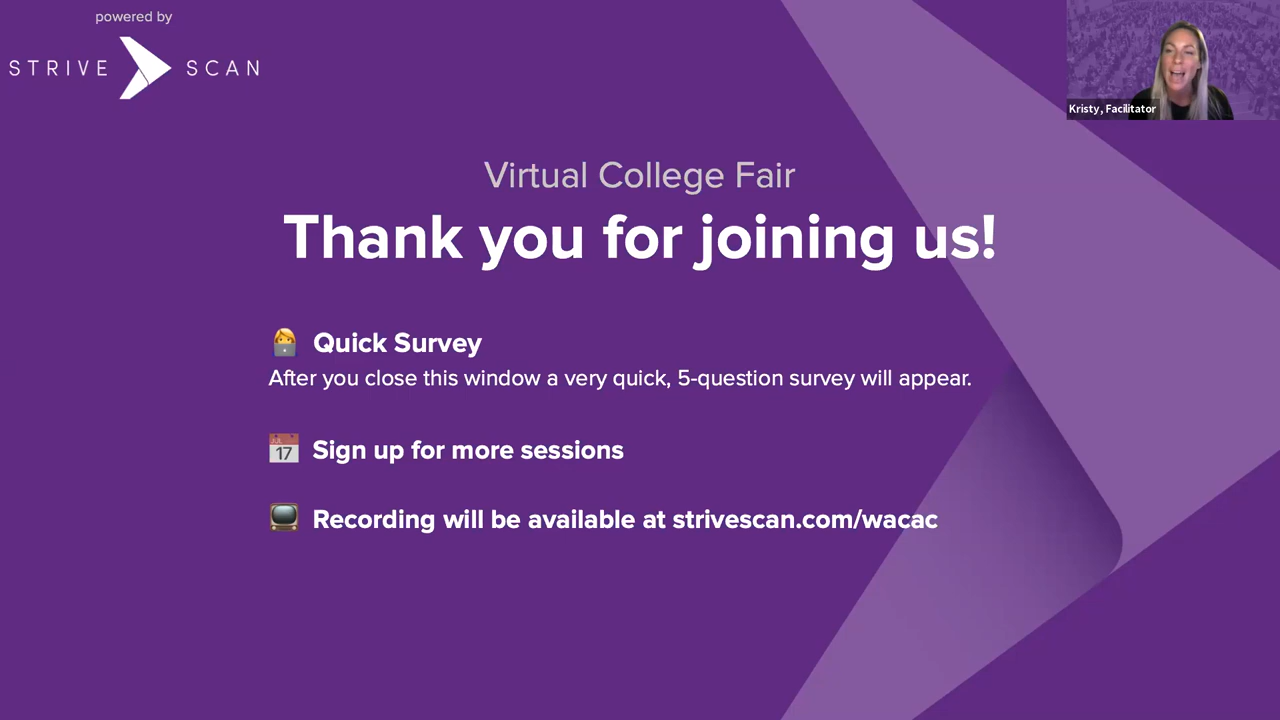 powered by
STRIVE SCAN
Kristy, Facilitator
Virtual College Fair
Thank you for joining us!
Quick Survey
After you close this window a very quick, 5-question survey will appear.
JUL
17
Sign up for more sessions
Recording will be available at strivescan.com/wacac